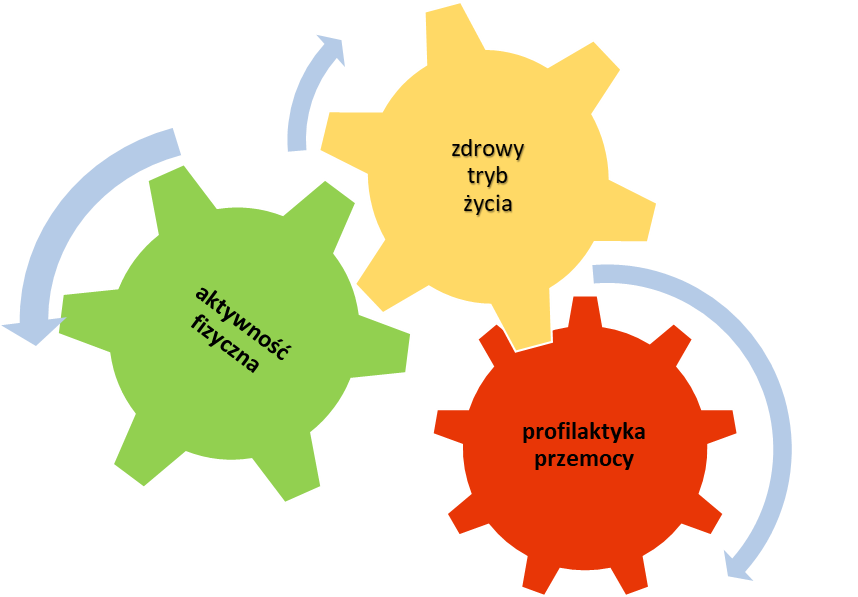 zdrowy
tryb
życia
aktywność
fizyczna
profilaktyka
przemocy